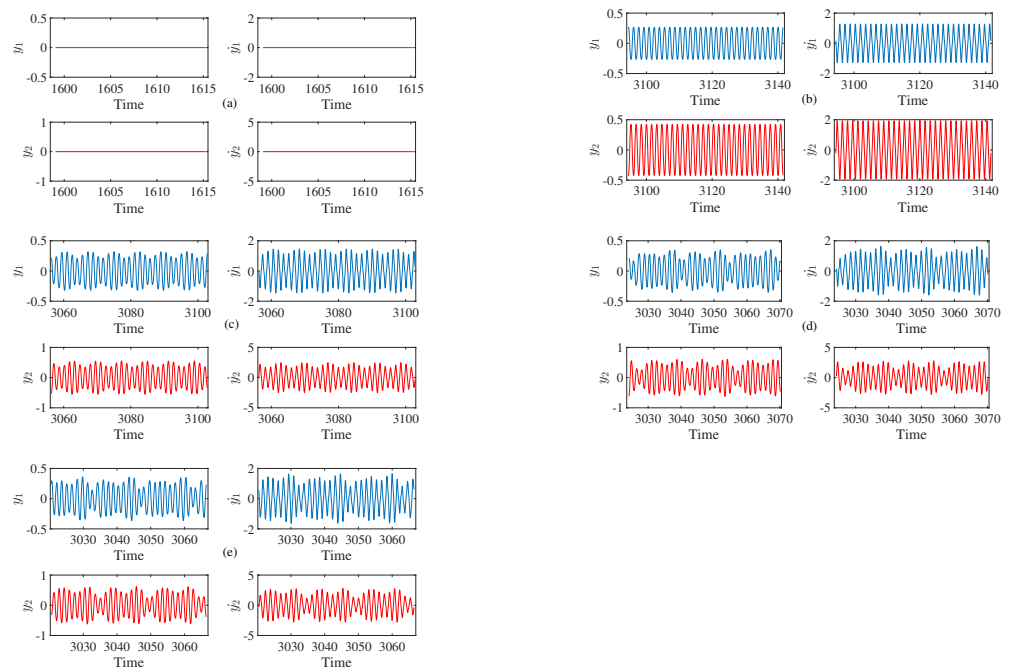 0.5 2
y₁ 0 ẏ₁ 0
-0.5 -2
1600 1605 1610 1615 1600 1605 1610 1615
Time Time
(a)
1 5
y₂ 0 ẏ₂ 0
-1 -5
1600 1605 1610 1615 1600 1605 1610 1615
Time Time
0.5 2
y₁ 0 ẏ₁ 0
-0.5 -2
3100 3120 3140 3100 3120 3140
Time Time
(b)
0.5 2
y₂ 0 ẏ₂ 0
-0.5 -2
3100 3120 3140 3100 3120 3140
Time Time
0.5 2
y₁ 0 ẏ₁ 0
-0.5 -2
3060 3080 3100 3060 3080 3100
Time Time
(c)
1 5
y₂ 0 ẏ₂ 0
-1 -5
3060 3080 3100 3060 3080 3100
Time Time
0.5 2
y₁ 0 ẏ₁ 0
-0.5 -2
3030 3040 3050 3060 3070 3030 3040 3050 3060 3070
Time Time
(d)
1 5
y₂ 0 ẏ₂ 0
-1 -5
3030 3040 3050 3060 3070 3030 3040 3050 3060 3070
Time Time
0.5 2
y₁ 0 ẏ₁ 0
-0.5 -2
3030 3040 3050 3060 3030 3040 3050 3060
Time Time
(e)
1 5
y₂ 0 ẏ₂ 0
-1 -5
3030 3040 3050 3060 3030 3040 3050 3060
Time Time